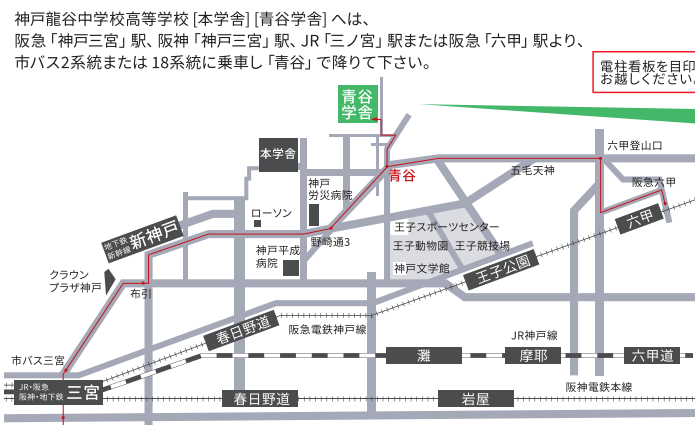 神戸龍谷中学校高等学校 [本学舎] [青谷学舎] へは、
阪急「神戸三宮」駅、阪神「神戸三宮」駅、JR「三ノ宮」駅または阪急「六甲」駅より、
市バス2系統または 18系統に乗車し「青谷」で降りて下さい。
電柱看板を目印
お越しください。
青谷
学舎
本学舎
六甲登山口
青谷
五毛天神
阪急六甲
神戸
労災病院
ローソン
王子スポーツセンター
六甲
地下鉄
新幹線
新神戸
野崎通3
王子動物園
王子競技場
神戸平成
病院
神戸文学館
王子公園
クラウン
プラザ神戸
布引
春日野道
阪急電鉄神戸線
JR神戸線
市バス三宮
灘
摩耶
六甲道
JR・阪急
阪神・地下鉄
三宮
阪神電鉄本線
春日野道
岩屋